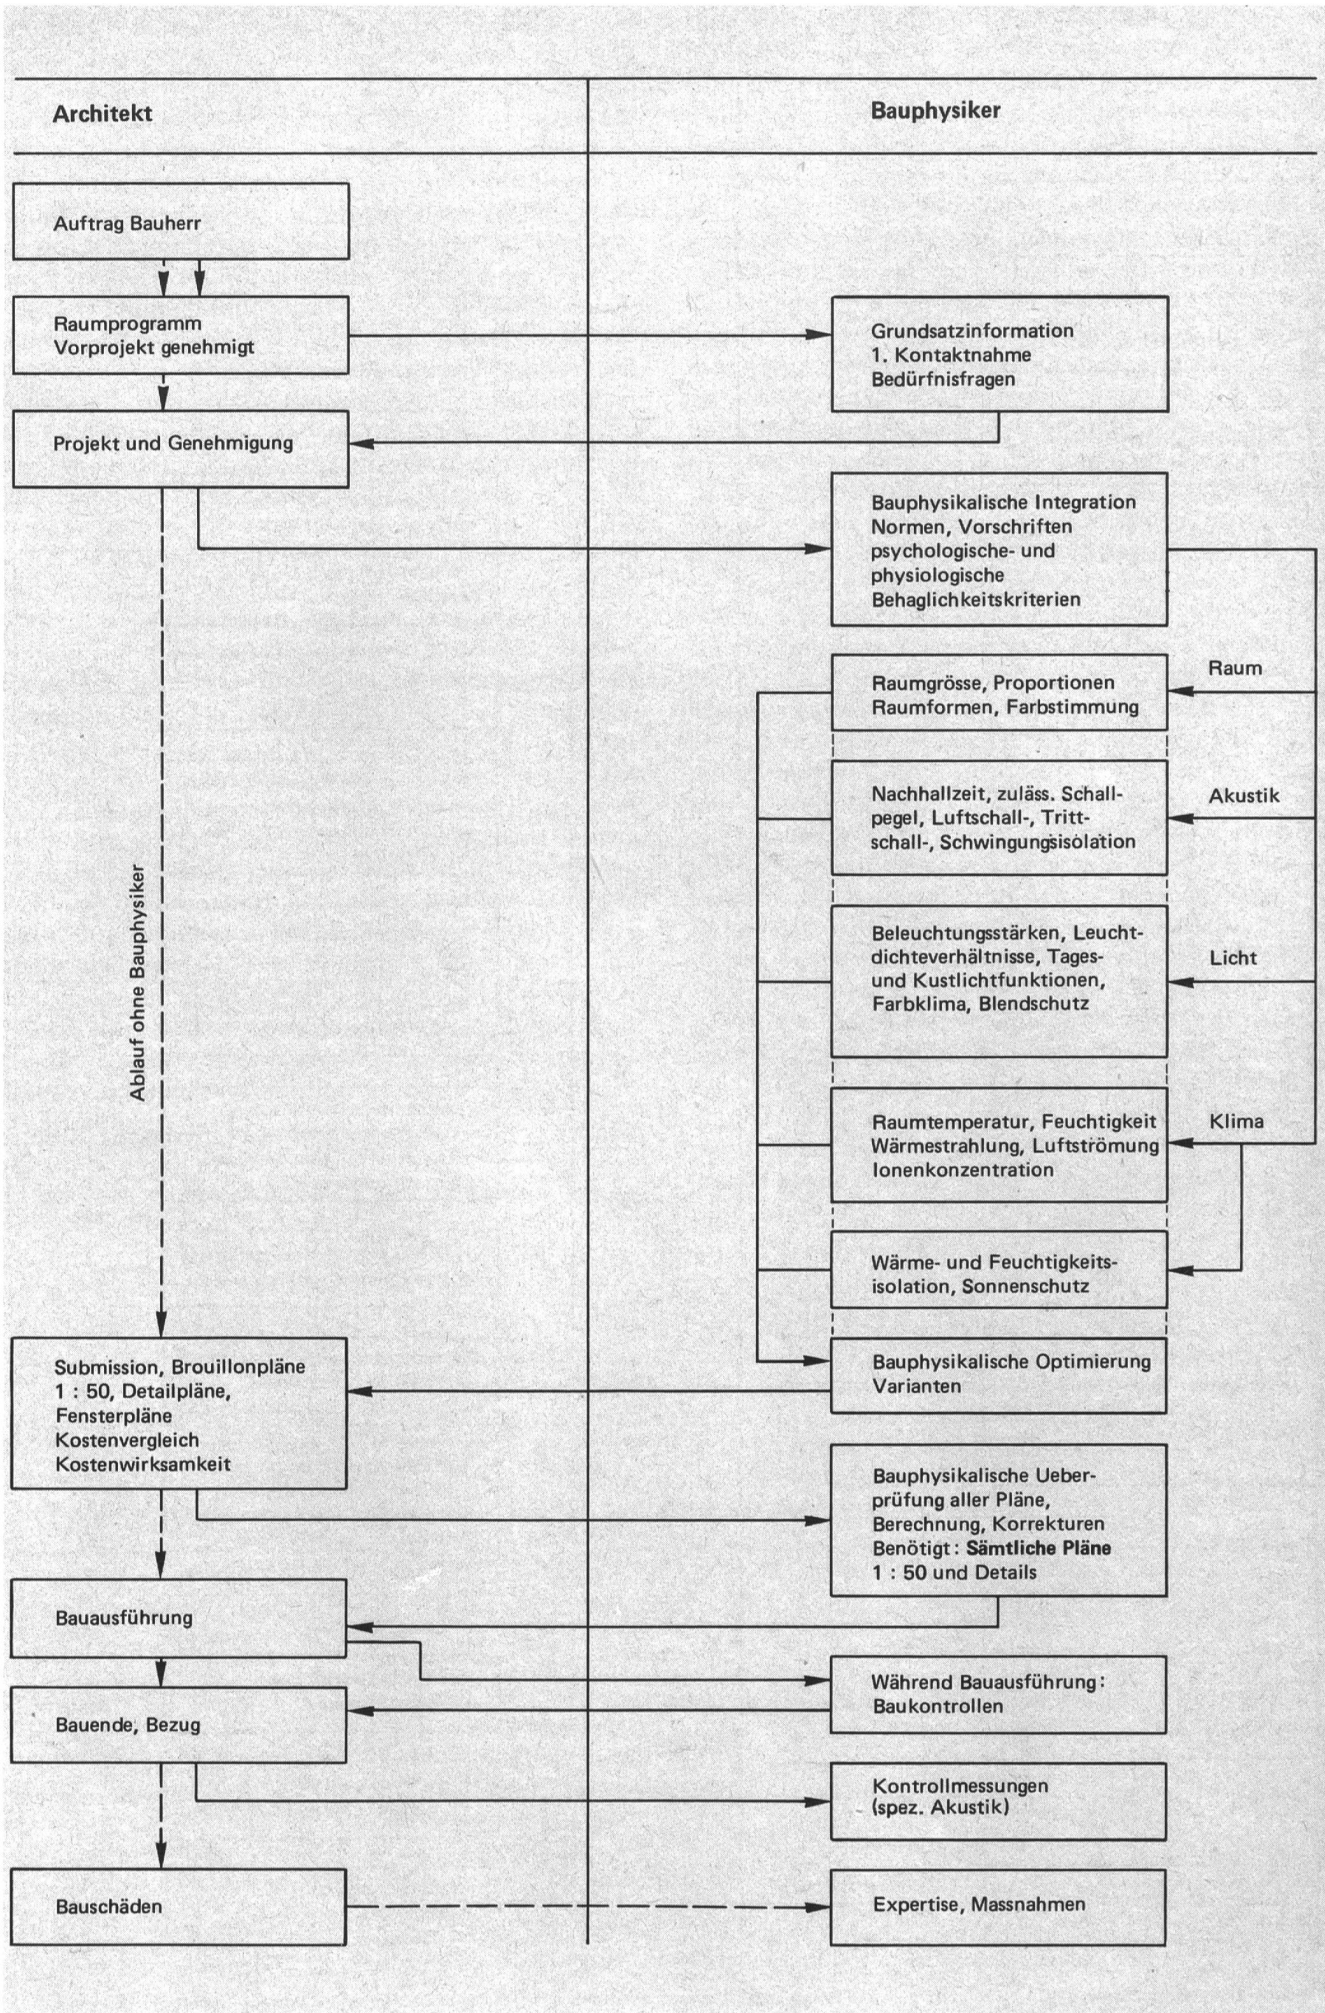 Architekt
Bauphysiker
Auftrag Bauherr
Raumprogramm
Vorprojekt genehmigt
Grundsatzinformation
1. Kontaktnahme
Bedürfnisfragen
Projekt und Genehmigung
Bauphysikalische Integration
Normen, Vorschriften
psychologische- und
physiologische
Behaglichkeitskriterien
Raum
Raumgrösse, Proportionen
Raumformen, Farbstimmung
Akustik
Nachhallzeit, zuläss. Schall-
pegel, Luftschall-, Tritt-
schall-, Schwingungsisolation
Licht
Beleuchtungsstärken, Leucht-
dichteverhältnisse, Tages-
und Kustlichtfunktionen,
Farbklima, Blendschutz
Ablauf ohne Bauphysiker
Klima
Raumtemperatur, Feuchtigkeit
Wärmestrahlung, Luftströmung
Ionenkonzentration
Wärme- und Feuchtigkeits-
isolation, Sonnenschutz
Bauphysikalische Optimierung
Varianten
Submission, Brouillonpläne
1 : 50, Detailpläne,
Fensterpläne
Kostenvergleich
Kostenwirksamkeit
Bauphysikalische Ueber-
prüfung aller Pläne,
Berechnung, Korrekturen
Benötigt: Sämtliche Pläne
1 : 50 und Details
Bauausführung
Während Bauausführung:
Baukontrollen
Bauende, Bezug
Kontrollmessungen
(spez. Akustik)
Bauschäden
Expertise, Massnahmen